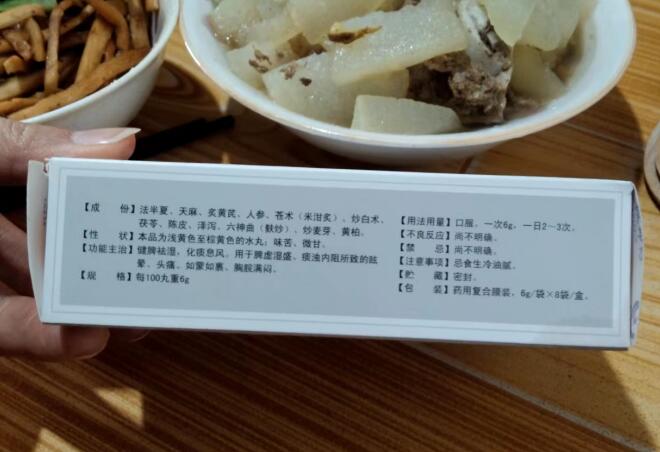 【成 份】法半夏、天麻、炙黄芪、人参、苍术（米泔炙）、炒白术、
茯苓、陈皮、泽泻、六神曲（麸炒）、炒麦芽、黄柏。
【性 状】本品为浅黄色至棕黄色的水丸；味苦、微甘。
【功能主治】健脾祛湿，化痰息风。用于脾虚湿盛、痰浊内阻所致的眩
晕、头痛、如蒙如裹、胸脘满闷。
【规 格】每100丸重6g
【用法用量】口服。一次6g，一日2～3次。
【不良反应】尚不明确。
【禁 忌】尚不明确。
【注意事项】忌食生冷油腻。
【贮 藏】密封。
【包 装】药用复合膜装，6g/袋×8袋/盒。